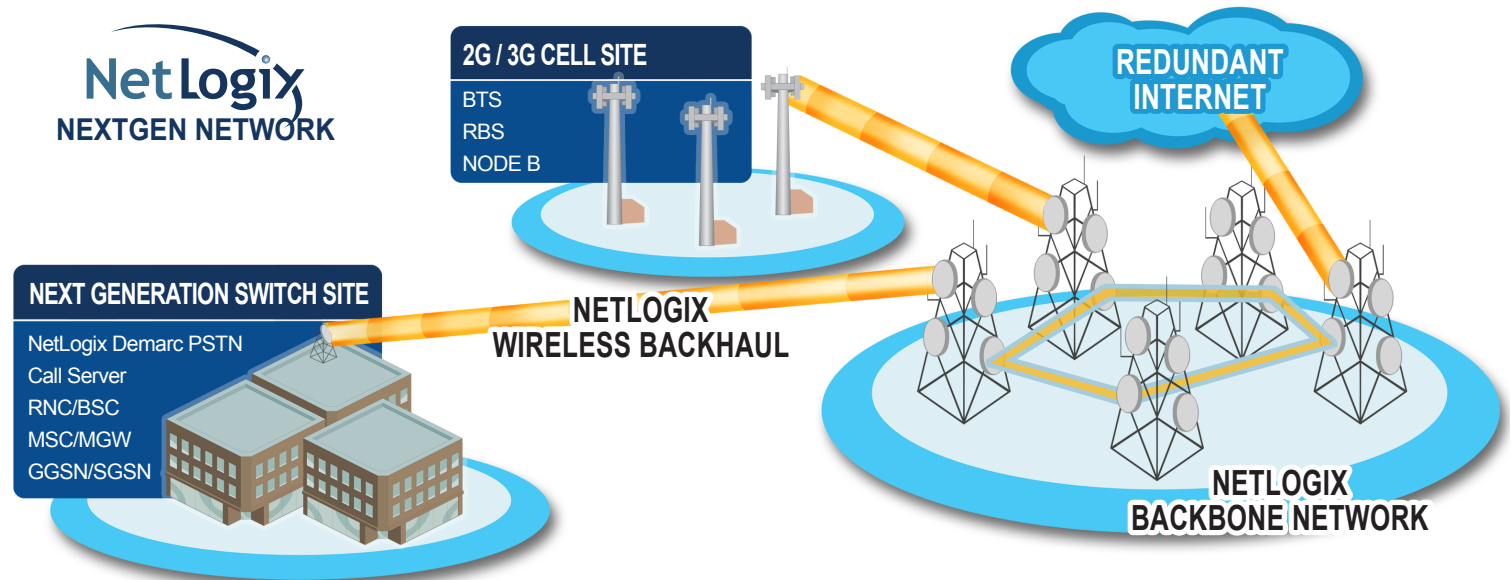 NetLogix
NEXTGEN NETWORK
2G / 3G CELL SITE
BTS
RBS
NODE B
REDUNDANT
INTERNET
NEXT GENERATION SWITCH SITE
NetLogix Demarc PSTN
Call Server
RNC/BSC
MSC/MGW
GGSN/SGSN
NETLOGIX
WIRELESS BACKHAUL
NETLOGIX
BACKBONE NETWORK